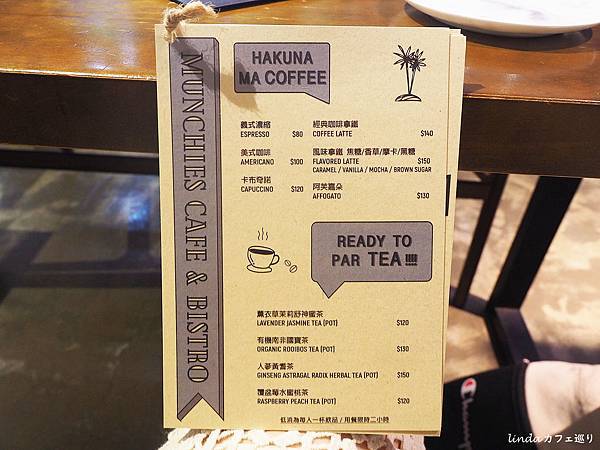 MUNCHIES CAFE & BISTRO
HAKUNA
MA COFFEE
義式濃縮
ESPRESSO $80
美式咖啡
AMERICANO $100
卡布奇諾
CAPUCCINO $120
經典咖啡拿鐵
COFFEE LATTE $140
風味拿鐵 焦糖/香草/摩卡/黑糖
FLAVORED LATTE $150
CARAMEL / VANILLA / MOCHA / BROWN SUGAR
阿芙嘉朵
AFFOGATO $130
READY TO
PAR TEA !!!!
薰衣草茉莉舒神蜜茶
LAVENDER JASMINE TEA (POT) $120
有機南非國寶茶
ORGANIC ROOIBOS TEA (POT) $130
人蔘黃耆茶
GINSENG ASTRAGAL RADIX HERBAL TEA (POT) $150
覆盆莓水蜜桃茶
RASPBERRY PEACH TEA (POT) $120
低消為每人一杯飲品 / 用餐限時二小時
Champion
lindaカフェ巡り